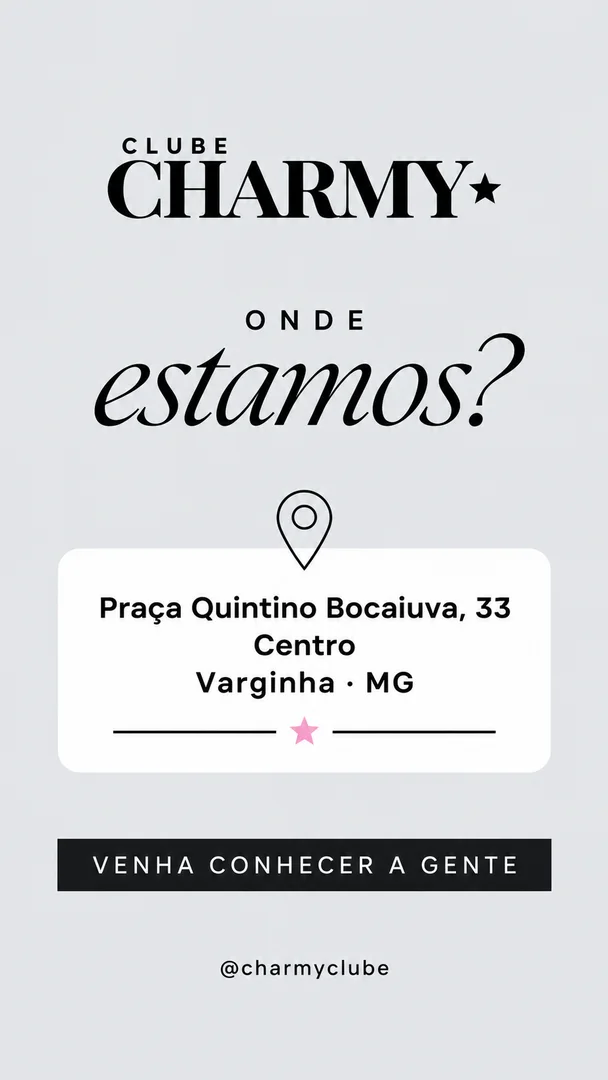 CLUBE
CHARMY
ONDE
estamos?
Praça Quintino Bocaiuva, 33
Centro
Varginha · MG
VENHA CONHECER A GENTE
@charmyclube